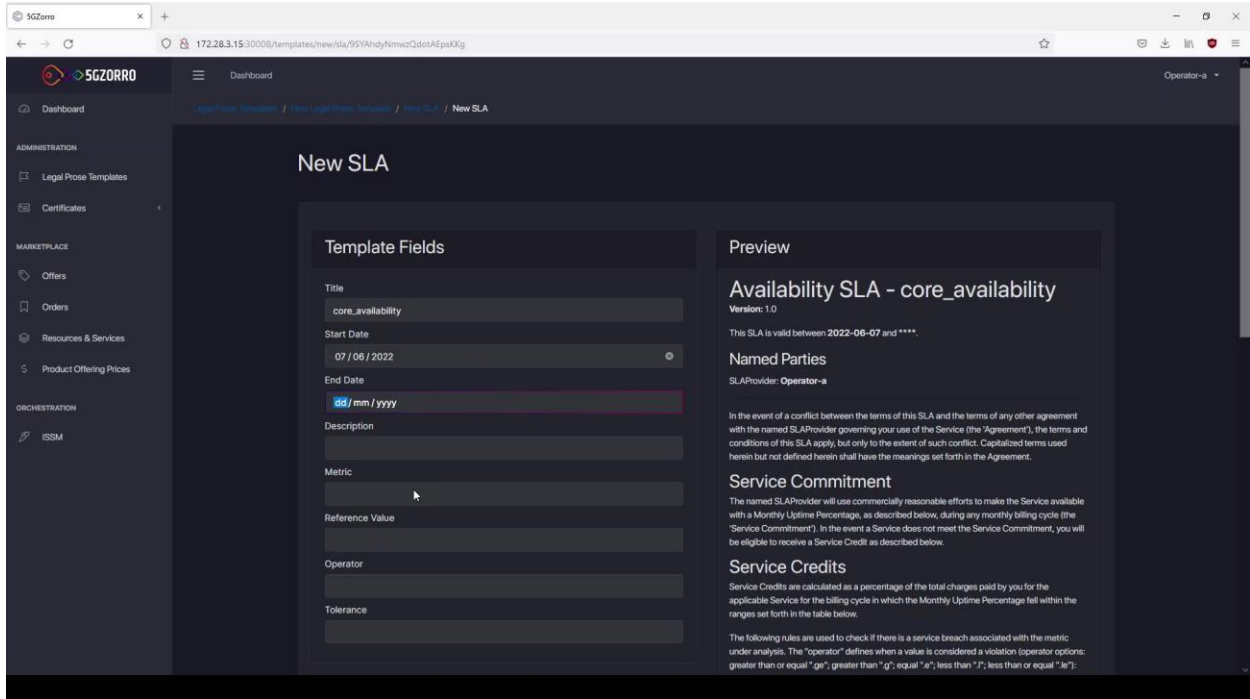 5GZorro
172.28.3.15:30008/templates/new/sla/95YAhdyNmwzQdotAEpsKKg
5GZORRO
Dashboard
Operator-a
Dashboard
Legal Prose Templates / New Legal Prose Template / New SLA / New SLA
ADMINISTRATION
Legal Prose Templates
Certificates
MARKETPLACE
Offers
Orders
Resources & Services
Product Offering Prices
ORCHESTRATION
ISSM
New SLA
Template Fields
Title
core_availability
Start Date
07 / 06 / 2022
End Date
dd / mm / yyyy
Description
Metric
Reference Value
Operator
Tolerance
Preview
Availability SLA - core_availability
Version: 1.0
This SLA is valid between 2022-06-07 and ****.
Named Parties
SLAProvider: Operator-a
In the event of a conflict between the terms of this SLA and the terms of any other agreement
with the named SLAProvider governing your use of the Service (the 'Agreement'), the terms and
conditions of this SLA apply, but only to the extent of such conflict. Capitalized terms used
herein but not defined herein shall have the meanings set forth in the Agreement.
Service Commitment
The named SLAProvider will use commercially reasonable efforts to make the Service available
with a Monthly Uptime Percentage, as described below, during any monthly billing cycle (the
'Service Commitment'). In the event a Service does not meet the Service Commitment, you will
be eligible to receive a Service Credit as described below.
Service Credits
Service Credits are calculated as a percentage of the total charges paid by you for the
applicable Service for the billing cycle in which the Monthly Uptime Percentage fell within the
ranges set forth in the table below.
The following rules are used to check if there is a service breach associated with the metric
under analysis. The "operator" defines when a value is considered a violation (operator options:
greater than or equal ".ge"; greater than ".g"; equal ".e"; less than ".l"; less than or equal ".le"):